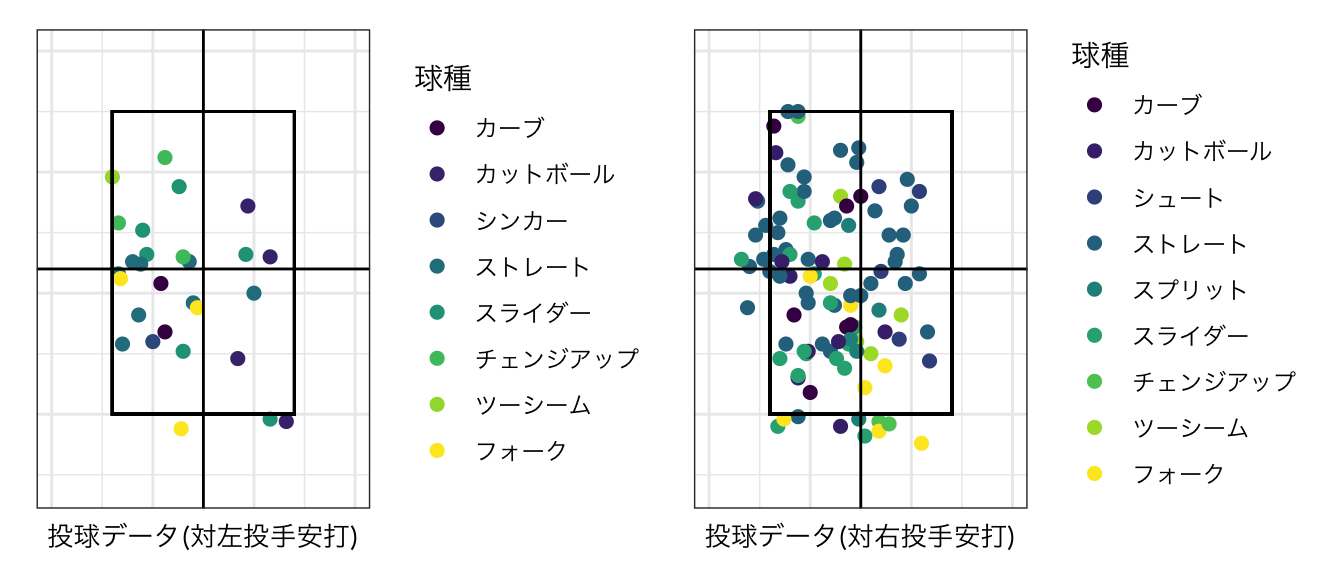 球種
カーブ
カットボール
シンカー
ストレート
スライダー
チェンジアップ
ツーシーム
フォーク
投球データ(対左投手安打)
球種
カーブ
カットボール
シュート
ストレート
スプリット
スライダー
チェンジアップ
ツーシーム
フォーク
投球データ(対右投手安打)